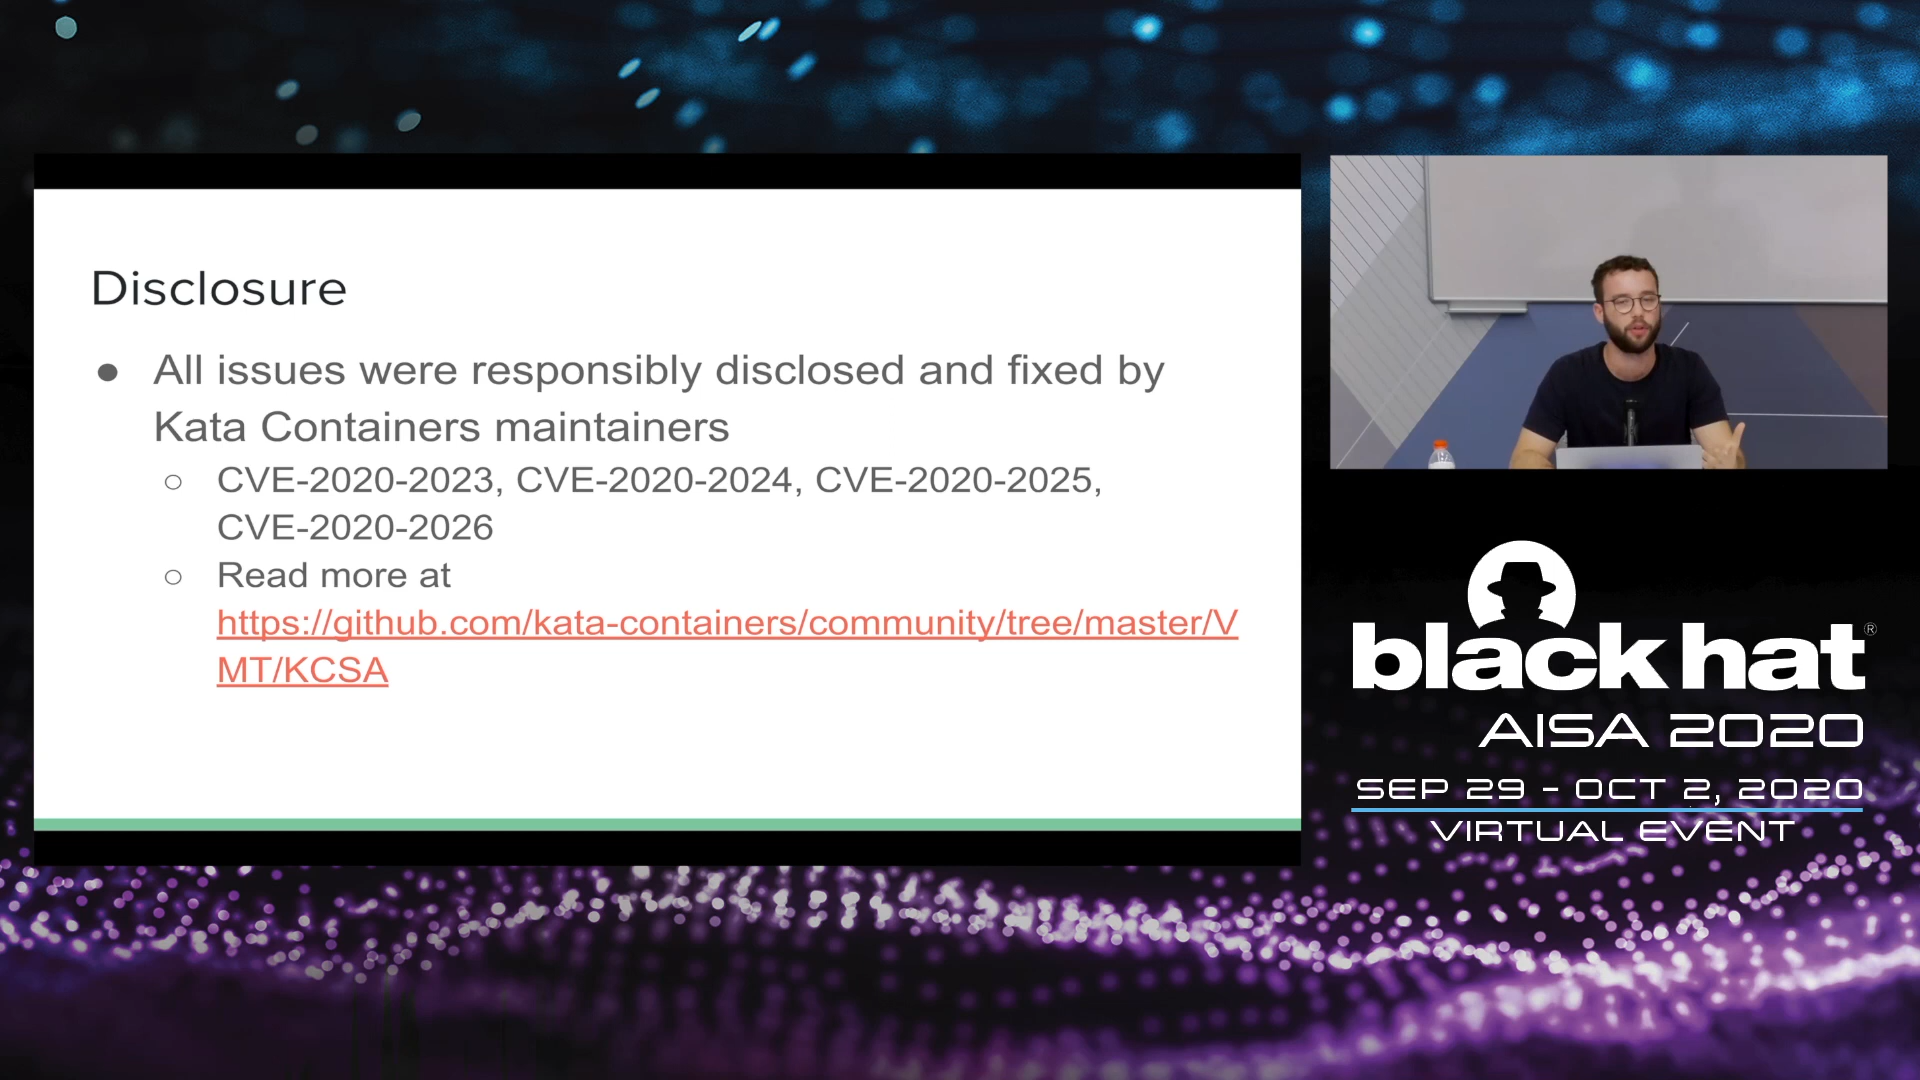 Disclosure
● All issues were responsibly disclosed and fixed by
Kata Containers maintainers
○ CVE-2020-2023, CVE-2020-2024, CVE-2020-2025,
CVE-2020-2026
○ Read more at
https://github.com/kata-containers/community/tree/master/V
MT/KCSA
black hat®
AISA 2020
SEP 29 - OCT 2, 2020
VIRTUAL EVENT